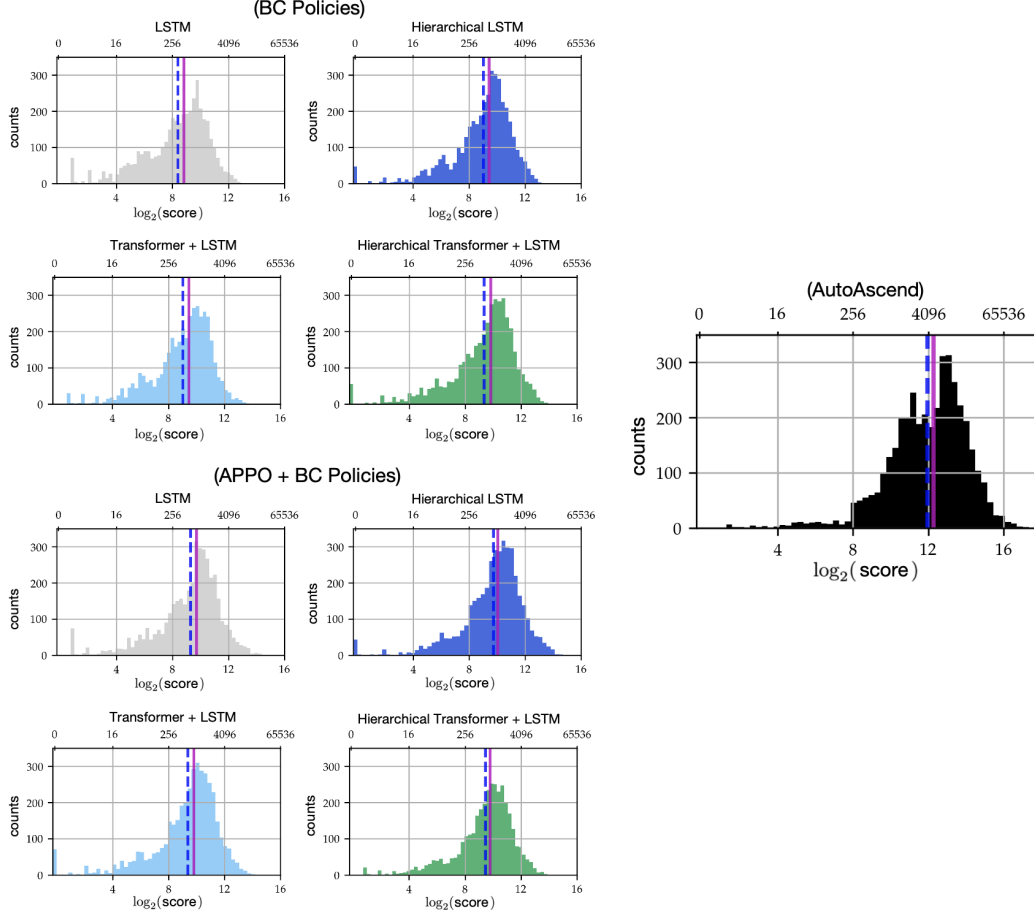 (BC Policies)
LSTM
0 16 256 4096 65536
counts
300
200
100
0
4 8 12 16
log2(score)
Hierarchical LSTM
0 16 256 4096 65536
counts
300
200
100
0
4 8 12 16
log2(score)
Transformer + LSTM
0 16 256 4096 65536
counts
300
200
100
0
4 8 12 16
log2(score)
Hierarchical Transformer + LSTM
0 16 256 4096 65536
counts
300
200
100
0
4 8 12 16
log2(score)
(APPO + BC Policies)
LSTM
0 16 256 4096 65536
counts
300
200
100
0
4 8 12 16
log2(score)
Hierarchical LSTM
0 16 256 4096 65536
counts
300
200
100
0
4 8 12 16
log2(score)
Transformer + LSTM
0 16 256 4096 65536
counts
300
200
100
0
4 8 12 16
log2(score)
Hierarchical Transformer + LSTM
0 16 256 4096 65536
counts
300
200
100
0
4 8 12 16
log2(score)
(AutoAscend)
0 16 256 4096 65536
counts
300
200
100
0
4 8 12 16
log2(score)